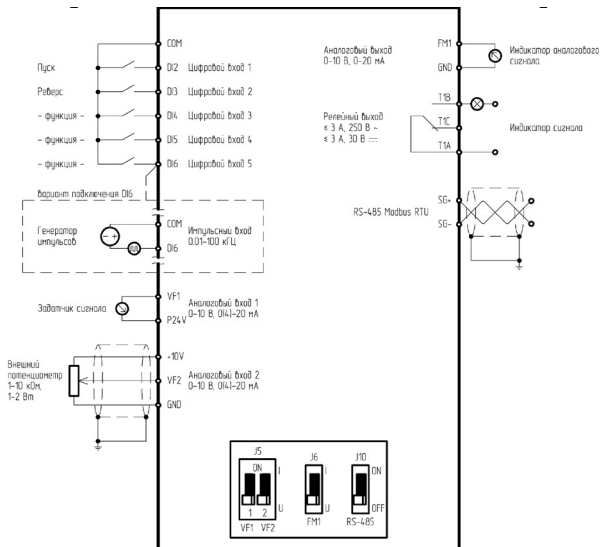 COM
Пуск
DI2
Цифровой вход 1
Реверс
DI3
Цифровой вход 2
- функция -
DI4
Цифровой вход 3
- функция -
DI5
Цифровой вход 4
- функция -
DI6
Цифровой вход 5
вариант подключения DI6
Генератор
импульсов
COM
DI6
Импульсный вход
0.01-100 кГЦ
Задатчик сигнала
VF1
P24V
Аналоговый вход 1
0-10 В, 0(4)-20 мА
Внешний
потенциометр
1-10 кОм,
1-2 Вт
+10V
VF2
GND
Аналоговый вход 2
0-10 В, 0(4)-20 мА
Аналоговый выход
0-10 В, 0-20 мА
FM1
GND
Индикатор аналогового
сигнала
Релейный выход
≤ 3 А, 250 В ~
≤ 3 А, 30 В
T1B
T1C
T1A
Индикатор сигнала
RS-485 Modbus RTU
SG+
SG-
J5
ON
I
U
1 2
VF1 VF2
J6
I
U
FM1
J10
ON
OFF
RS-485